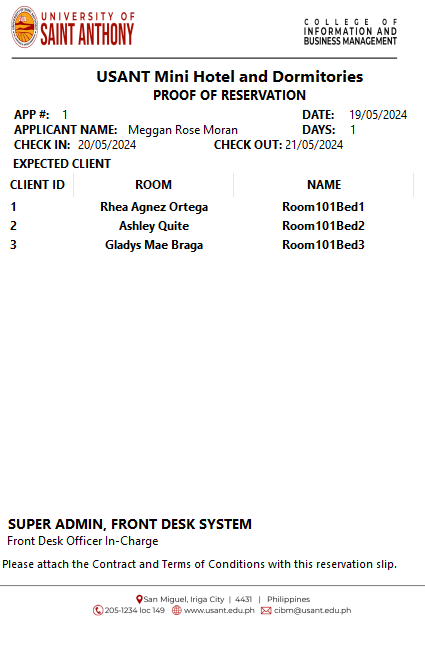 UNIVERSITY OF
SAINT ANTHONY
COLLEGE OF
INFORMATION AND
BUSINESS MANAGEMENT
USANT Mini Hotel and Dormitories
PROOF OF RESERVATION
APP #: 1 DATE: 19/05/2024
APPLICANT NAME: Meggan Rose Moran DAYS: 1
CHECK IN: 20/05/2024 CHECK OUT: 21/05/2024
EXPECTED CLIENT
CLIENT ID ROOM NAME
1 Rhea Agnez Ortega Room101Bed1
2 Ashley Quite Room101Bed2
3 Gladys Mae Braga Room101Bed3
SUPER ADMIN, FRONT DESK SYSTEM
Front Desk Officer In-Charge
Please attach the Contract and Terms of Conditions with this reservation slip.
San Miguel, Iriga City | 4431 | Philippines
205-1234 loc 149 www.usant.edu.ph cibm@usant.edu.ph